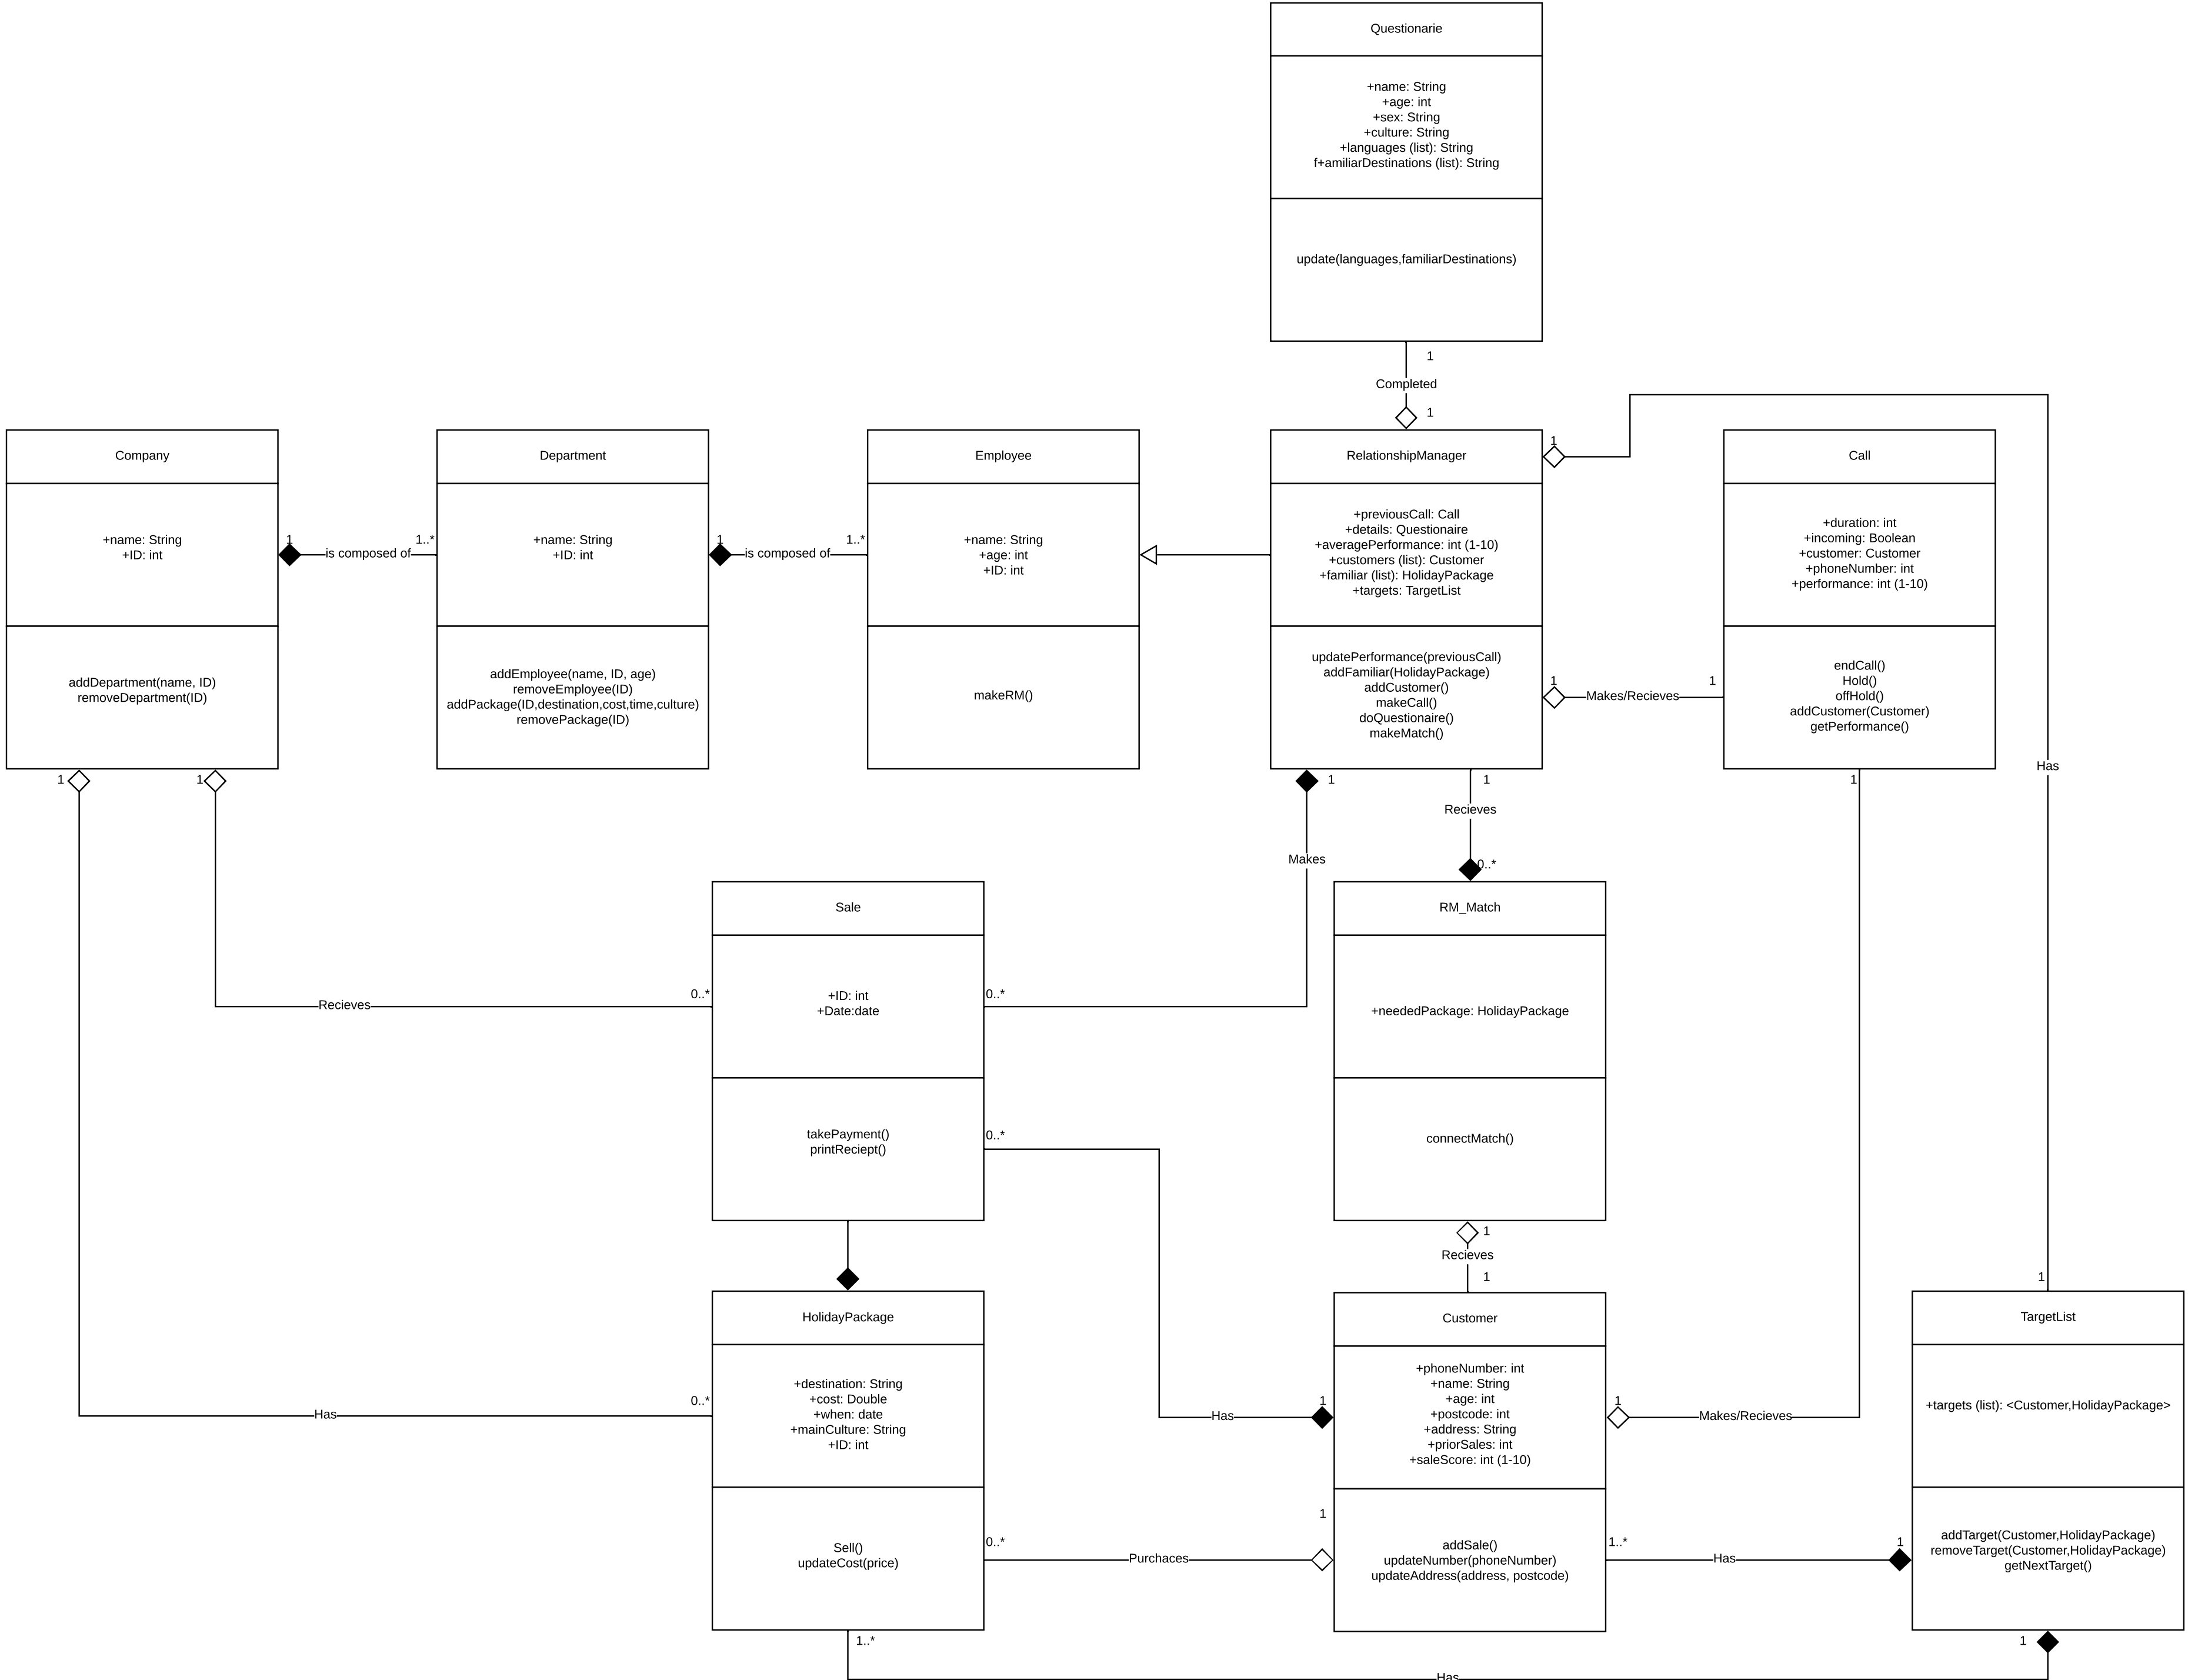 Questionarie
+name: String
+age: int
+sex: String
+culture: String
+languages (list): String
f+amiliarDestinations (list): String
update(languages,familiarDestinations)
1
Completed
1
Company
+name: String
+ID: int
addDepartment(name, ID)
removeDepartment(ID)
1
is composed of
1..*
Department
+name: String
+ID: int
addEmployee(name, ID, age)
removeEmployee(ID)
addPackage(ID,destination,cost,time,culture)
removePackage(ID)
1
is composed of
1..*
Employee
+name: String
+age: int
+ID: int
makeRM()
RelationshipManager
+previousCall: Call
+details: Questionaire
+averagePerformance: int (1-10)
+customers (list): Customer
+familiar (list): HolidayPackage
+targets: TargetList
updatePerformance(previousCall)
addFamiliar(HolidayPackage)
addCustomer()
makeCall()
doQuestionaire()
makeMatch()
1
1
Makes/Recieves
1
Call
+duration: int
+incoming: Boolean
+customer: Customer
+phoneNumber: int
+performance: int (1-10)
endCall()
Hold()
offHold()
addCustomer(Customer)
getPerformance()
Has
1
1
1
1
1
Recieves
0..*
Makes
Recieves
0..*
0..*
Sale
+ID: int
+Date:date
takePayment()
printReciept()
0..*
RM_Match
+neededPackage: HolidayPackage
connectMatch()
1
Recieves
1
1
HolidayPackage
+destination: String
+cost: Double
+when: date
+mainCulture: String
+ID: int
Sell()
updateCost(price)
Has
0..*
Has
1
Customer
+phoneNumber: int
+name: String
+age: int
+postcode: int
+address: String
+priorSales: int
+saleScore: int (1-10)
addSale()
updateNumber(phoneNumber)
updateAddress(address, postcode)
1
Makes/Recieves
TargetList
+targets (list): <Customer,HolidayPackage>
addTarget(Customer,HolidayPackage)
removeTarget(Customer,HolidayPackage)
getNextTarget()
1
0..*
Purchaces
1..*
Has
1
1..*
1
Has